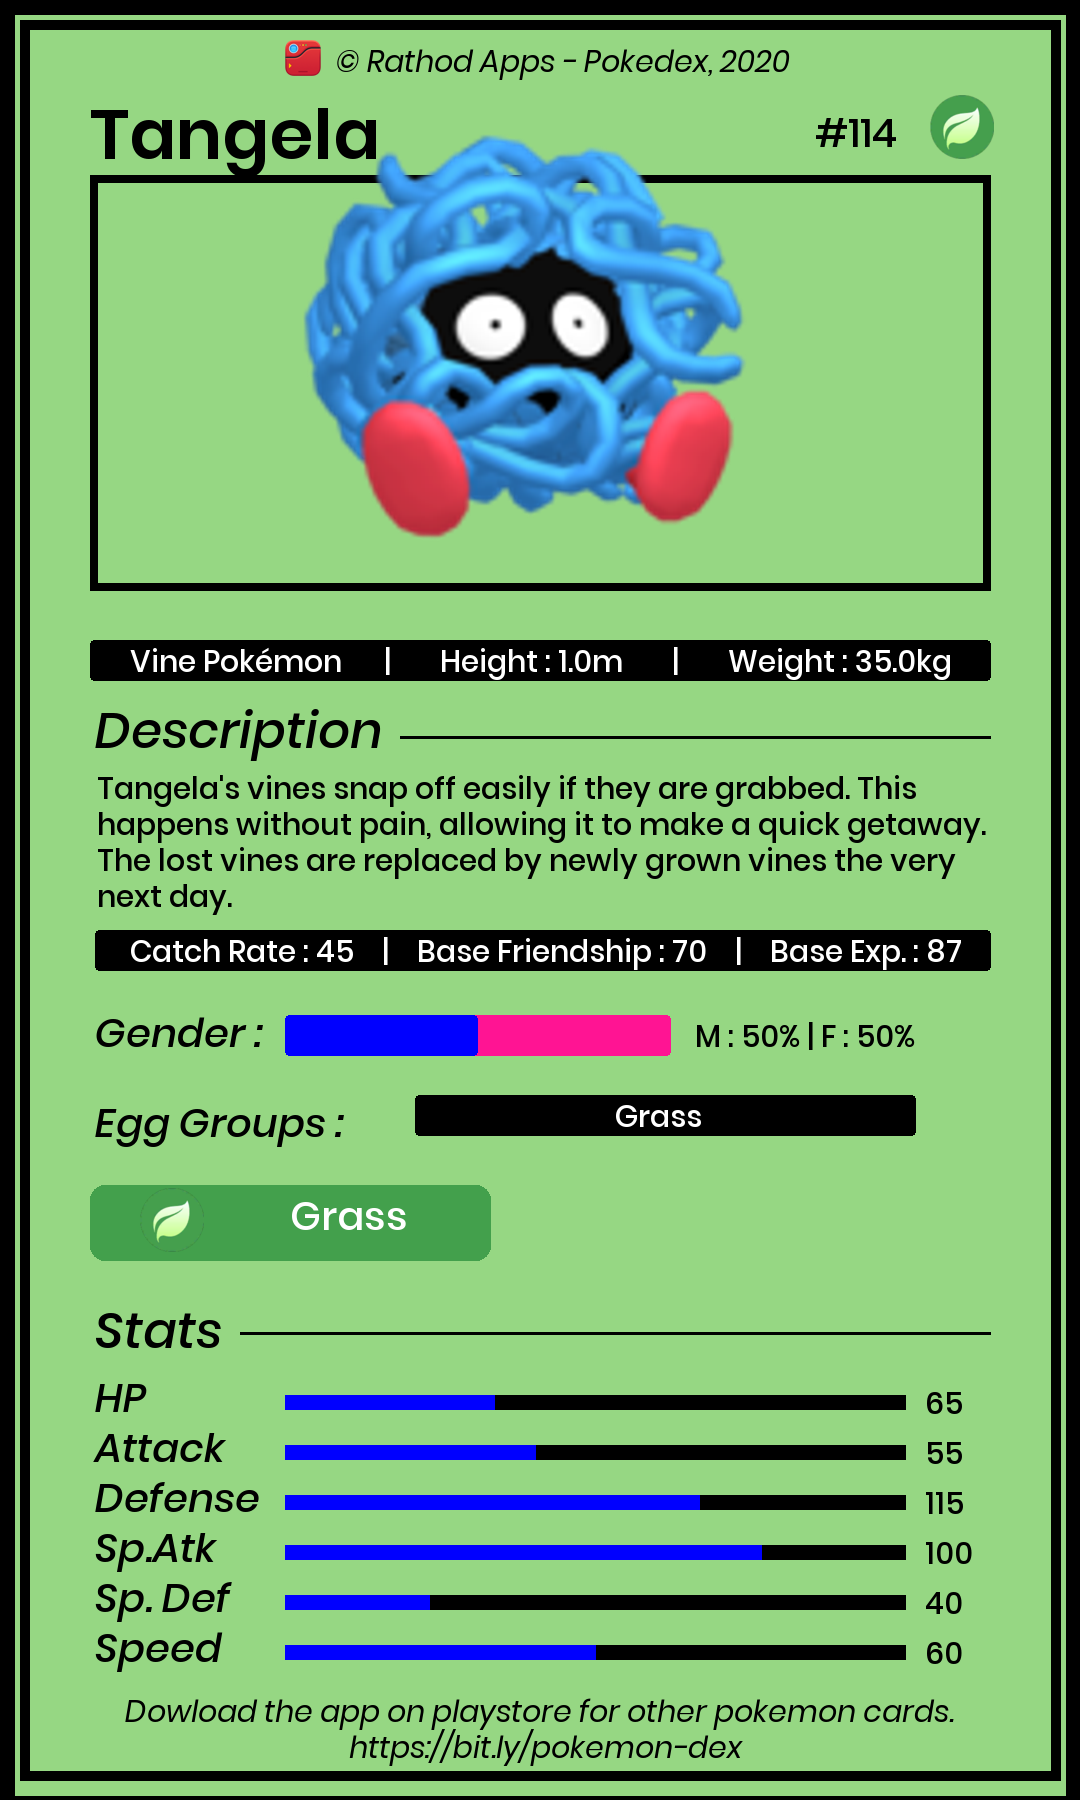 © Rathod Apps - Pokedex, 2020
Tangela #114
Vine Pokémon | Height : 1.0m | Weight : 35.0kg
Description
Tangela's vines snap off easily if they are grabbed. This
happens without pain, allowing it to make a quick getaway.
The lost vines are replaced by newly grown vines the very
next day.
Catch Rate : 45 | Base Friendship : 70 | Base Exp. : 87
Gender : M : 50% | F : 50%
Egg Groups : Grass
Grass
Stats
HP 65
Attack 55
Defense 115
Sp.Atk 100
Sp. Def 40
Speed 60
Dowload the app on playstore for other pokemon cards.
https://bit.ly/pokemon-dex